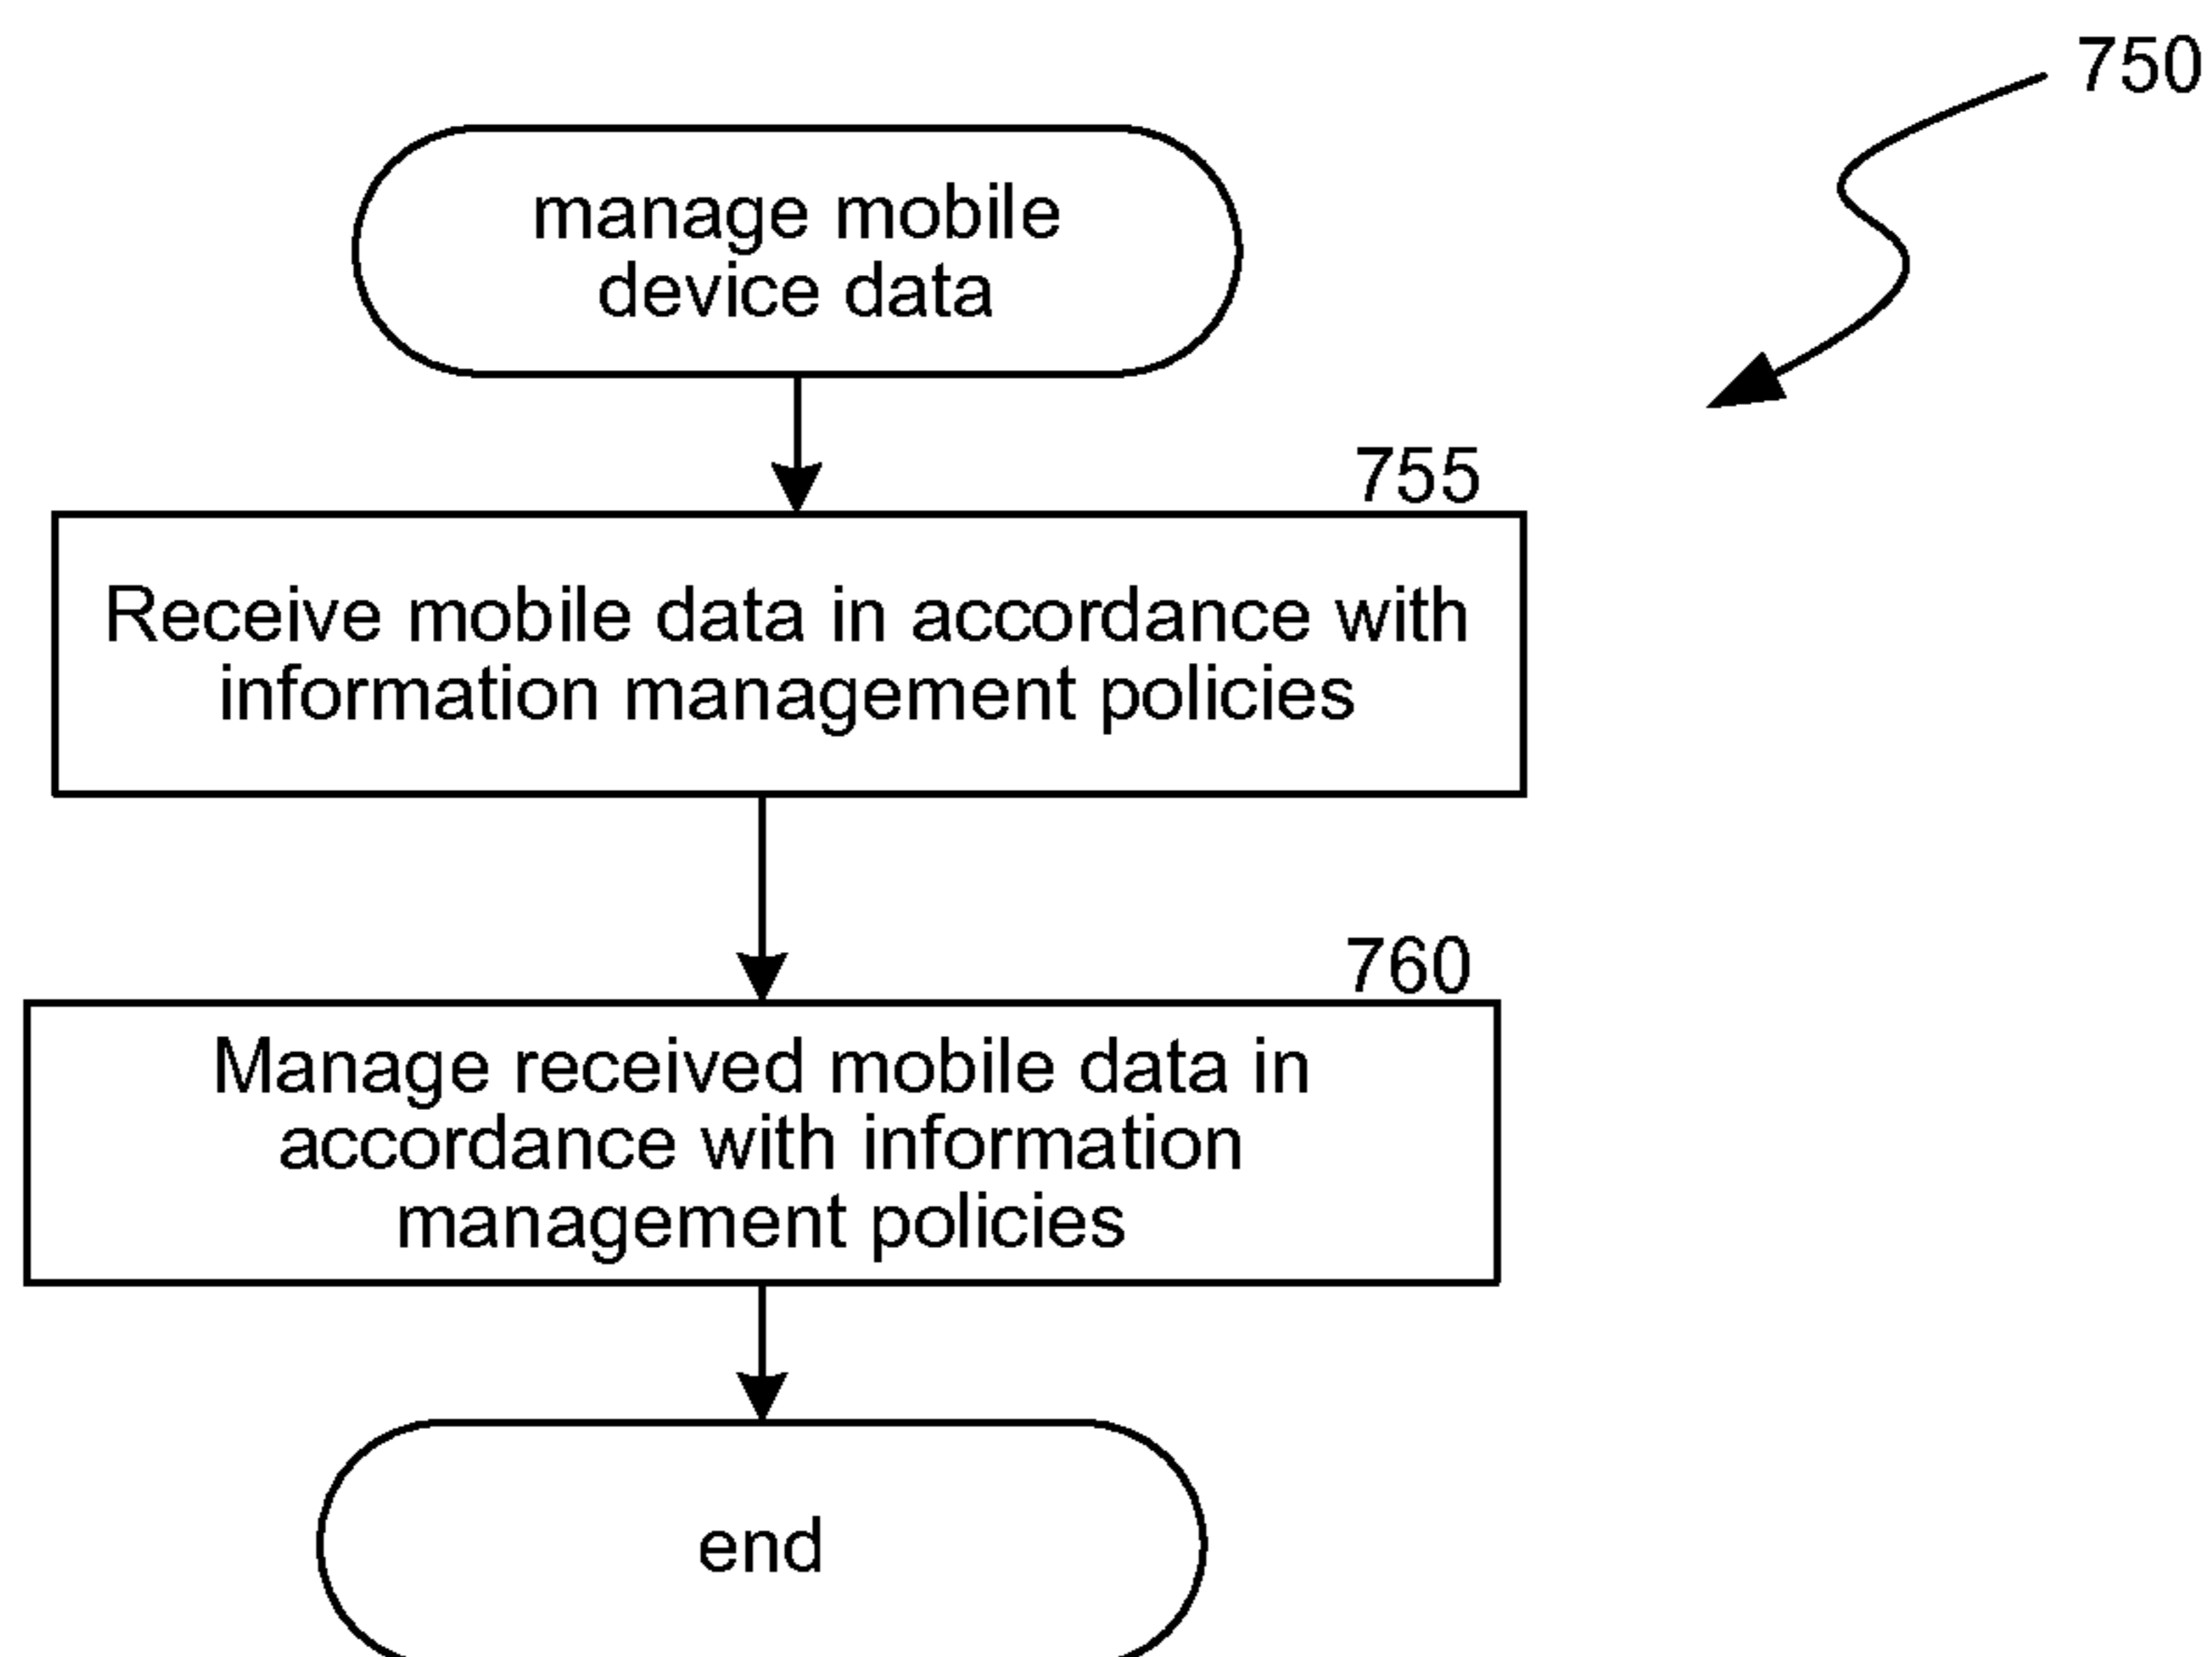 750
manage mobile
device data
755
Receive mobile data in accordance with
information management policies
760
Manage received mobile data in
accordance with information
management policies
end